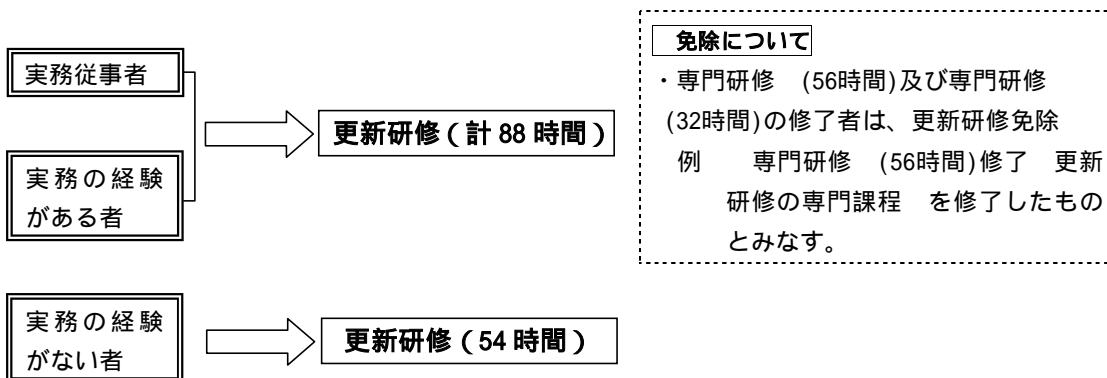 実務従事者
実務の経験
がある者
更新研修(計 88 時間)
免除について
・専門研修 (56時間)及び専門研修
(32時間)の修了者は、更新研修免除
例 専門研修 (56時間)修了 更新
研修の専門課程 を修了したもの
とみなす。
実務の経験
がない者
更新研修(54 時間)